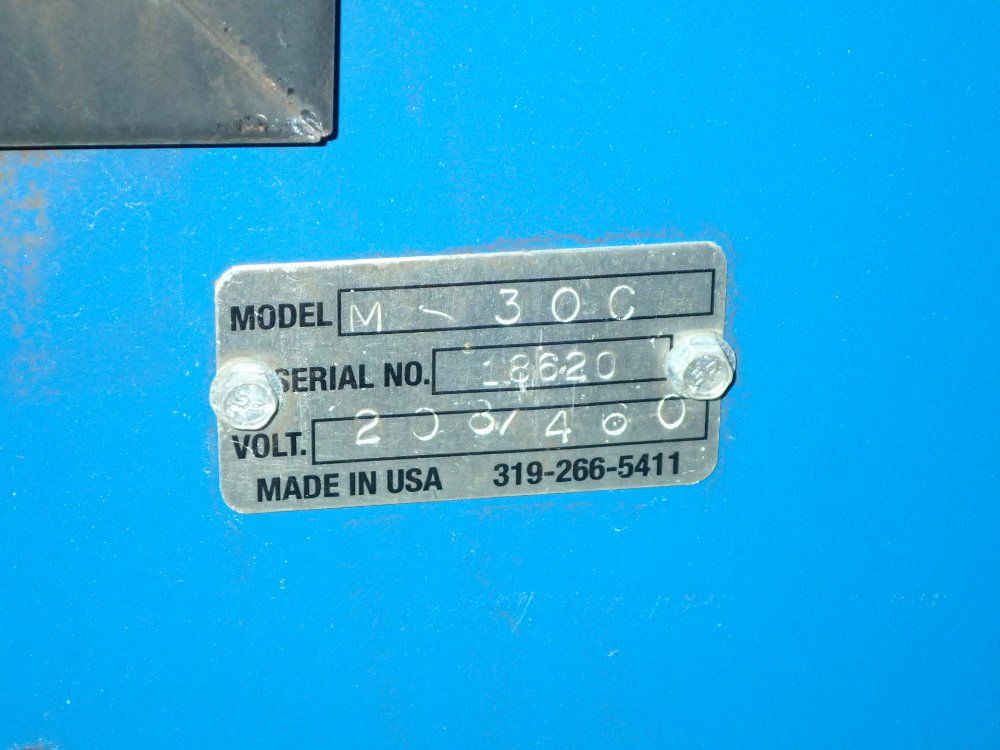 MODEL M - 30C
SERIAL NO. 18620
VOLT. 208/460
MADE IN USA 319-266-5411